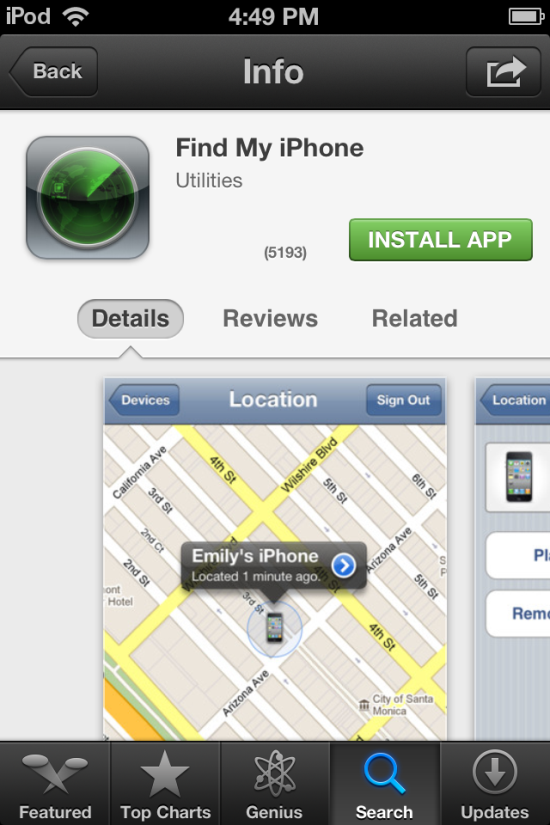 iPod 4:49 PM
Back Info
Find My iPhone
Utilities
(5193) INSTALL APP
Details Reviews Related
Devices Location Sign Out
Location
California Ave
4th St
Wilshire Blvd
3rd St
5th St
6th St
2nd Ct
2nd St
Arizona Ave
Emily's iPhone
Located 1 minute ago.
5th St
Hotel
3rd St
4th St
Arizona Ave
City of Santa
Monica
Pl
Remo
Featured Top Charts Genius Search Updates